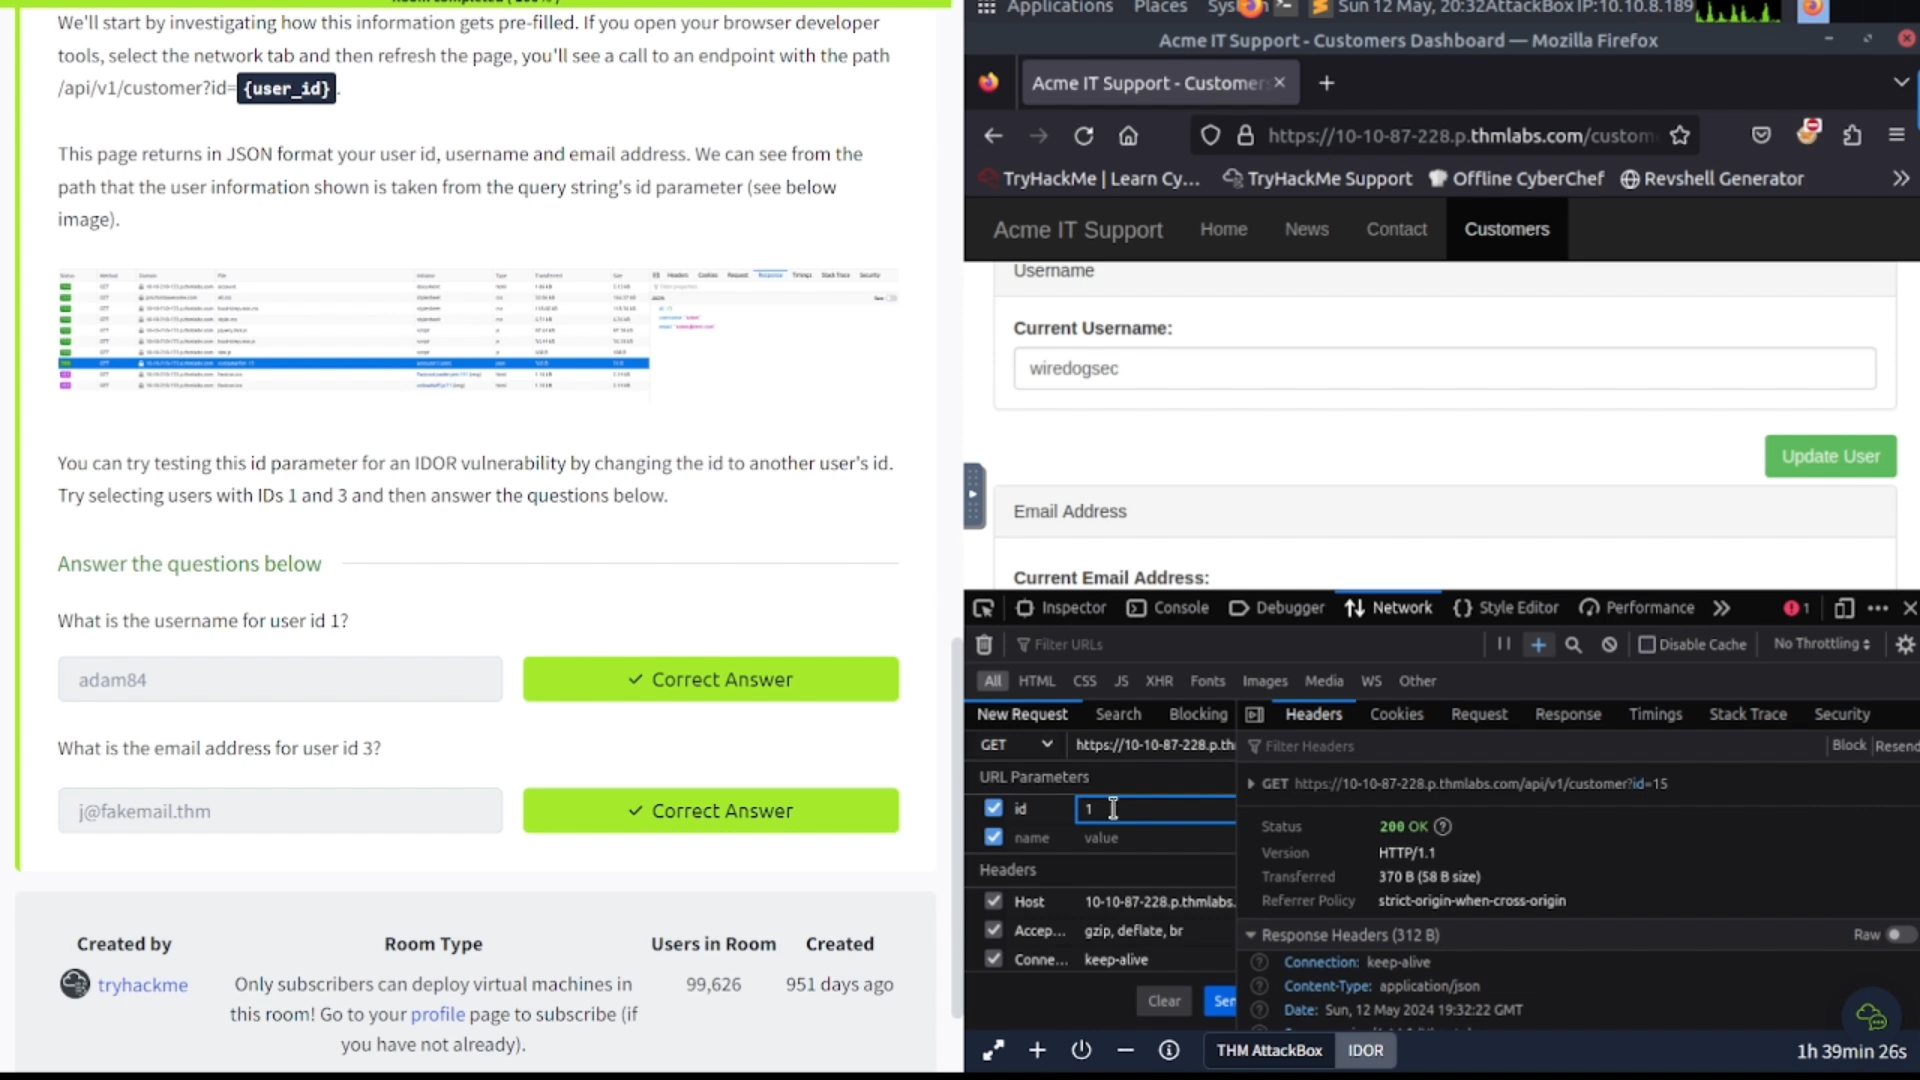 We'll start by investigating how this information gets pre-filled. If you open your browser developer
tools, select the network tab and then refresh the page, you'll see a call to an endpoint with the path
/api/v1/customer?id= {user_id} .
This page returns in JSON format your user id, username and email address. We can see from the
path that the user information shown is taken from the query string's id parameter (see below
image).
You can try testing this id parameter for an IDOR vulnerability by changing the id to another user's id.
Try selecting users with IDs 1 and 3 and then answer the questions below.
Answer the questions below
What is the username for user id 1?
adam84
✓ Correct Answer
What is the email address for user id 3?
j@fakemail.thm
✓ Correct Answer
Created by
tryhackme
Room Type
Only subscribers can deploy virtual machines in
this room! Go to your profile page to subscribe (if
you have not already).
Users in Room
99,626
Created
951 days ago
Applications Places Sys Sun 12 May, 20:32 AttackBox IP:10.10.8.189
Acme IT Support - Customers Dashboard — Mozilla Firefox
Acme IT Support - Customer
https://10-10-87-228.p.thmlabs.com/custom
TryHackMe | Learn Cy... TryHackMe Support Offline CyberChef Revshell Generator
Acme IT Support Home News Contact Customers
Username
Current Username:
wiredogsec
Update User
Email Address
Current Email Address:
Inspector Console Debugger Network Style Editor Performance 1
Filter URLs Disable Cache No Throttling
All HTML CSS JS XHR Fonts Images Media WS Other
New Request Search Blocking
GET https://10-10-87-228.p.th
URL Parameters
id 1
name value
Headers
Host 10-10-87-228.p.thmlabs.
Accep... gzip, deflate, br
Conne... keep-alive
Clear Sen
Headers Cookies Request Response Timings Stack Trace Security
Filter Headers Block Resend
GET https://10-10-87-228.p.thmlabs.com/api/v1/customer?id=15
Status 200 OK
Version HTTP/1.1
Transferred 370 B (58 B size)
Referrer Policy strict-origin-when-cross-origin
Response Headers (312 B) Raw
Connection: keep-alive
Content-Type: application/json
Date: Sun, 12 May 2024 19:32:22 GMT
THM AttackBox IDOR 1h 39min 26s